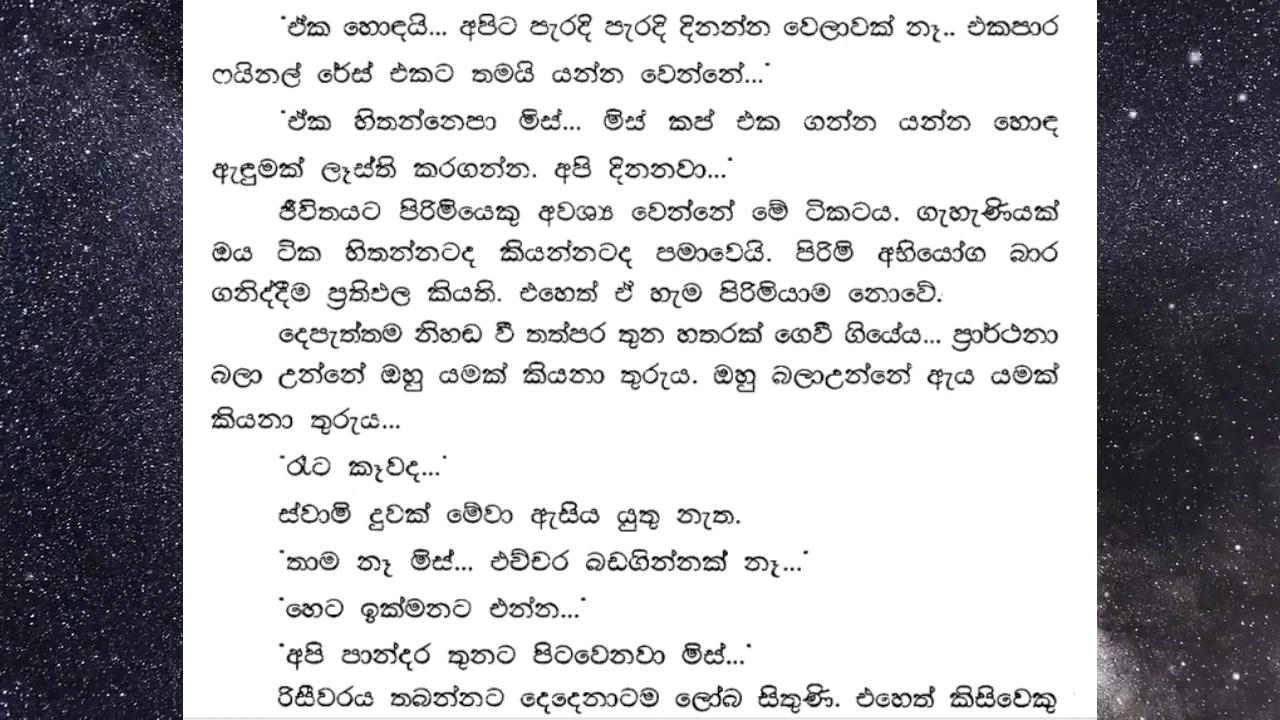 "ඒක හොඳයි... අපිට පැරදි පැරදි දිනන්න වෙලාවක් නෑ.. එකපාර
ෆයිනල් රේස් එකට තමයි යන්න වෙන්නේ..."
"ඒක හිතන්නෙපා මිස්... මිස් කප් එක ගන්න යන්න හොඳ
ඇඳුමක් ලෑස්ති කරගන්න. අපි දිනනවා..."
ජීවිතයට පිරිමියෙකු අවශ්‍ය වෙන්නේ මේ ටිකටය. ගැහැණියක්
ඔය ටික හිතන්නටද කියන්නටද පමාවෙයි. පිරිමි අභියෝග බාර
ගනිද්දීම ප්‍රතිඵල කියති. එහෙත් ඒ හැම පිරිමියාම නොවේ.
දෙපැත්තම නිහඬ වී තත්පර තුන හතරක් ගෙවී ගියේය... ප්‍රාර්ථනා
බලා උන්නේ ඔහු යමක් කියනා තුරුය. ඔහු බලාඋන්නේ ඇය යමක්
කියනා තුරුය...
"රෑට කෑවද..."
ස්වාමි දුවක් මේවා ඇසිය යුතු නැත.
"තාම නෑ මිස්... එච්චර බඩගින්නක් නෑ..."
"හෙට ඉක්මනට එන්න..."
"අපි පාන්දර තුනට පිටවෙනවා මිස්..."
රිසීවරය තබන්නට දෙදෙනාටම ලෝබ සිතුණි. එහෙත් කිසිවෙකු